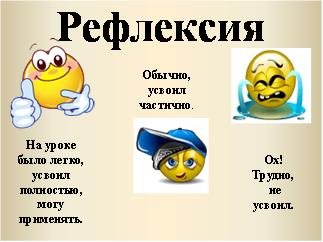 Рефлексия
Обычно,
усвоил
частично.
На уроке
было легко,
усвоил
полностью,
могу
применять.
Ох!
Трудно,
не
усвоил.